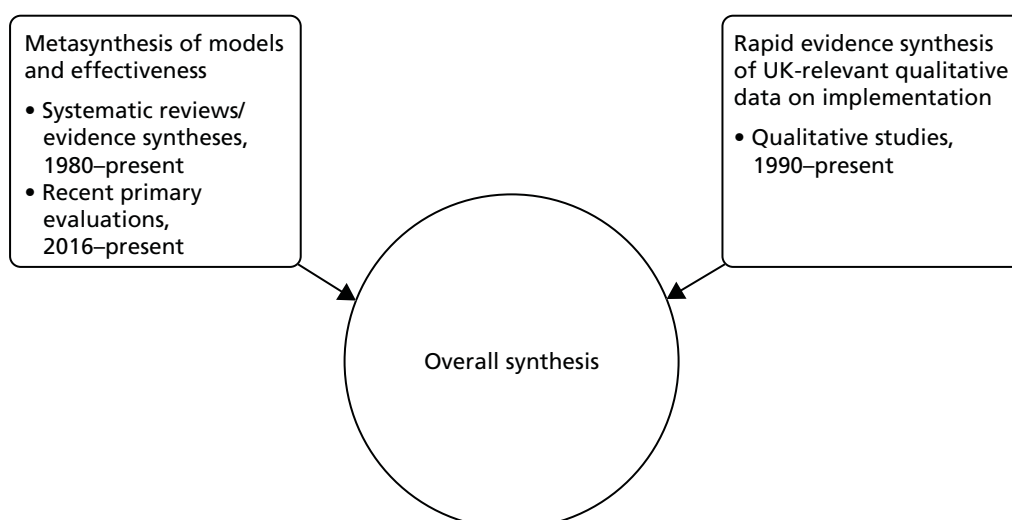 Metasynthesis of models
and effectiveness
• Systematic reviews/
evidence syntheses,
1980–present
• Recent primary
evaluations,
2016–present
Rapid evidence synthesis
of UK-relevant qualitative
data on implementation
• Qualitative studies,
1990–present
Overall synthesis